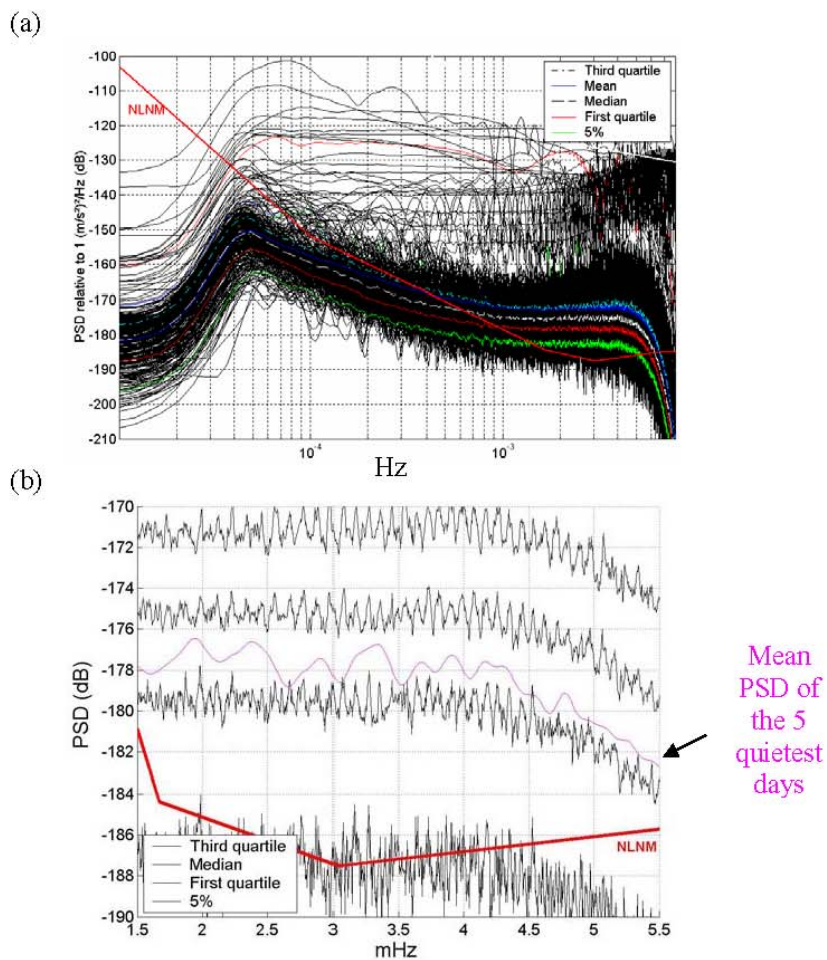 (a)
-100
-110
-120
-130
-140
-150
-160
-170
-180
-190
-200
-210
PSD relative to 1 (m/s²)²/Hz (dB)
NLNM
Third quartile
Mean
Median
First quartile
5%
10⁻⁴
10⁻³
Hz
(b)
-170
-172
-174
-176
-178
-180
-182
-184
-186
-188
-190
PSD (dB)
Third quartile
Median
First quartile
5%
NLNM
1.5 2 2.5 3 3.5 4 4.5 5 5.5
mHz
Mean
PSD of
the 5
quietest
days